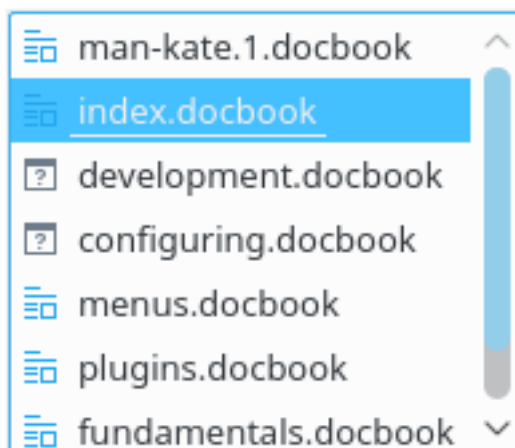 man-kate.1.docbook
index.docbook
development.docbook
configuring.docbook
menus.docbook
plugins.docbook
fundamentals.docbook